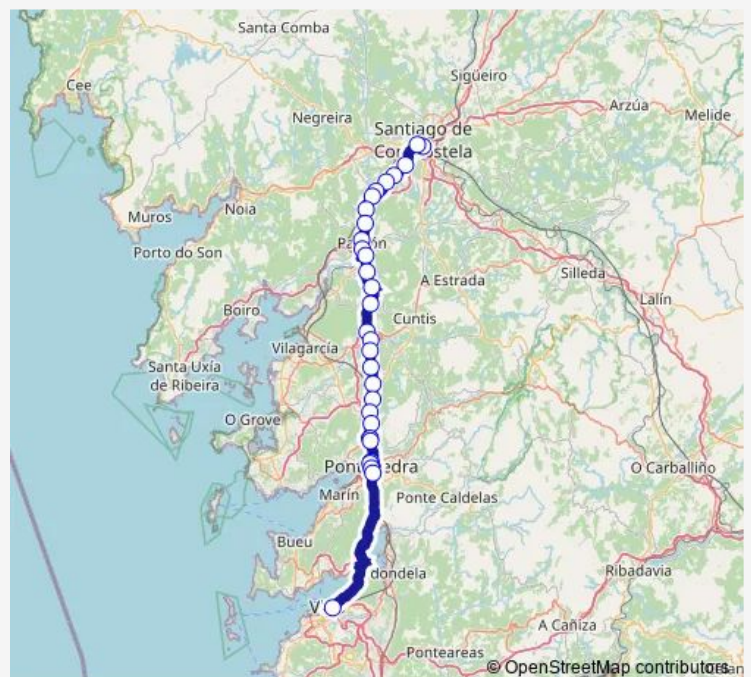 Santa Comba
Cee
Sigüeiro
Arzúa
Negreira
Melide
Santiago de
Compostela
Muros
Noia
Porto do Son
Silleda
A Estrada
Lalín
Boiro
Cuntis
Vilagarcía
Santa Uxía
de Ribeira
O Grove
O Carballiño
Marín
Ponte Caldelas
Bueu
Ribadavia
A Cañiza
Ponteareas
© OpenStreetMap contributors